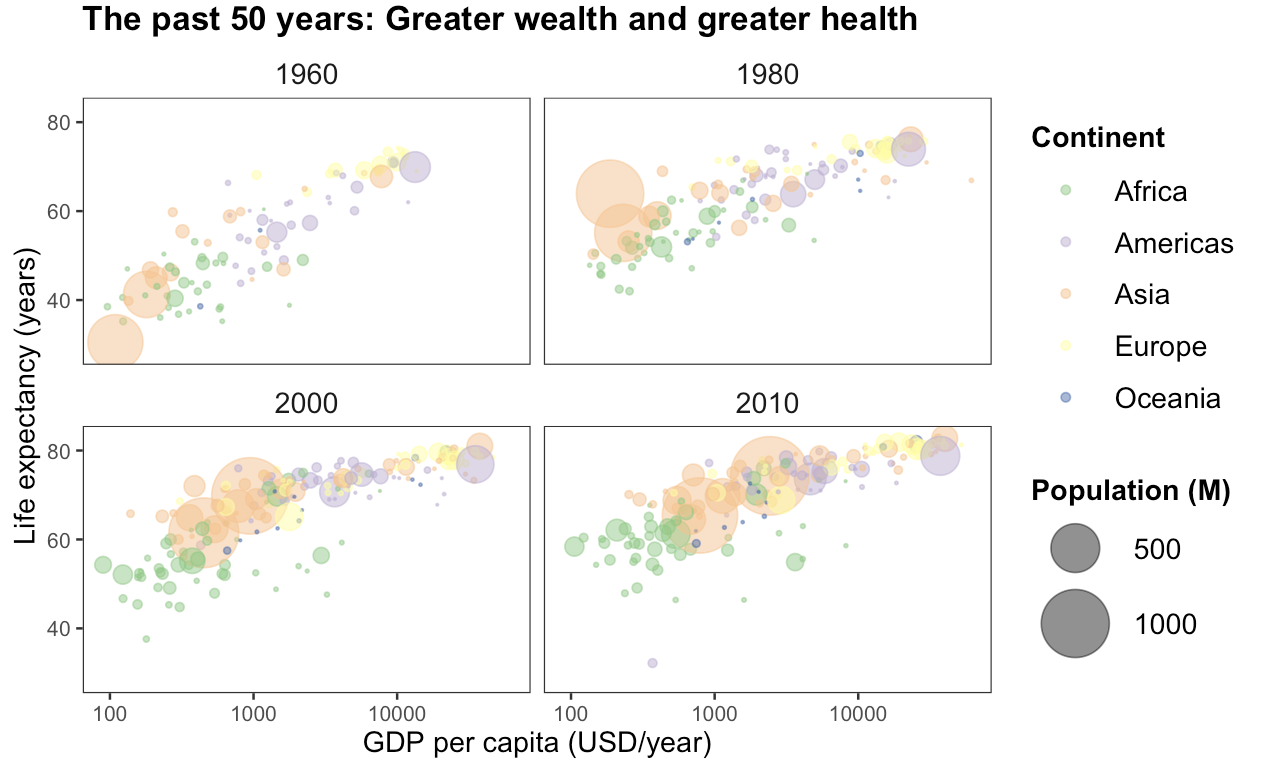 The past 50 years: Greater wealth and greater health
1960
1980
80
60
40
Life expectancy (years)
2000
2010
80
60
40
100 1000 10000
100 1000 10000
GDP per capita (USD/year)
Continent
Africa
Americas
Asia
Europe
Oceania
Population (M)
500
1000